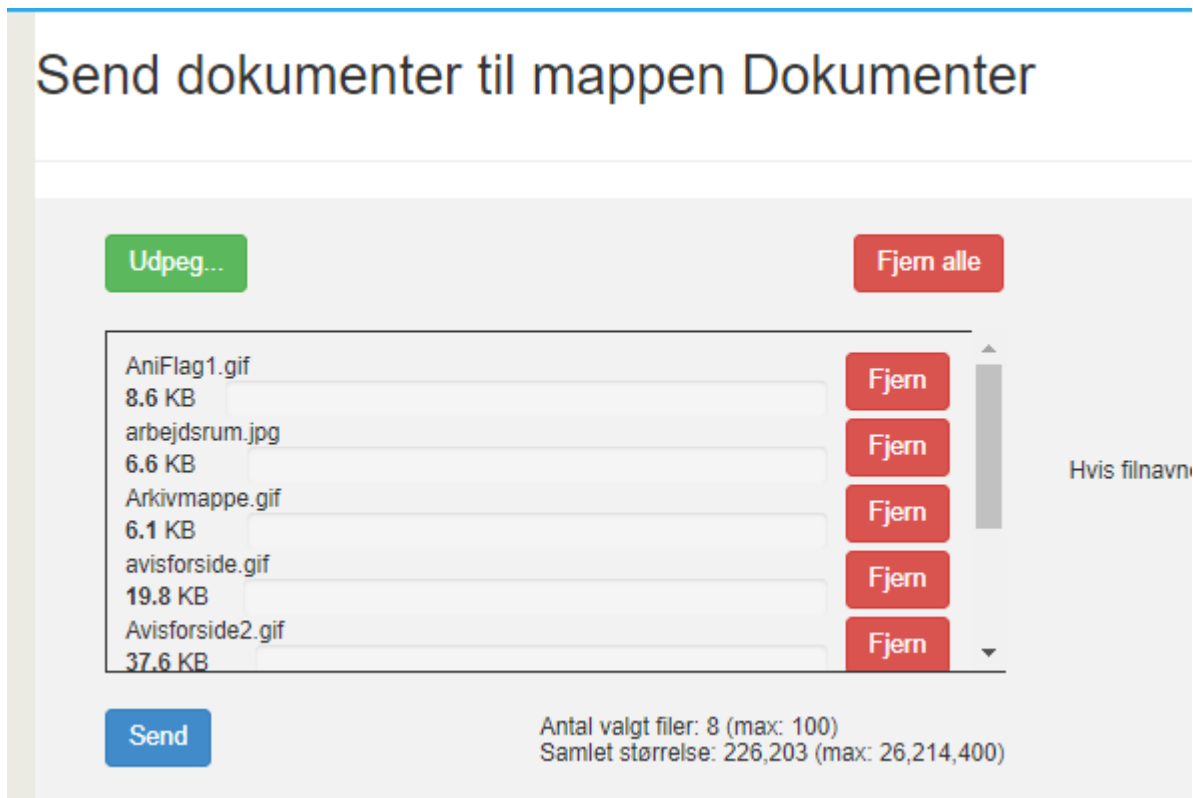 Send dokumenter til mappen Dokumenter
Udpeg...
Fjern alle
AniFlag1.gif
8.6 KB
Fjern
arbejdsrum.jpg
6.6 KB
Fjern
Arkivmappe.gif
6.1 KB
Fjern
avisforside.gif
19.8 KB
Fjern
Avisforside2.gif
37.6 KB
Fjern
Hvis filnavne
Send
Antal valgt filer: 8 (max: 100)
Samlet størrelse: 226,203 (max: 26,214,400)